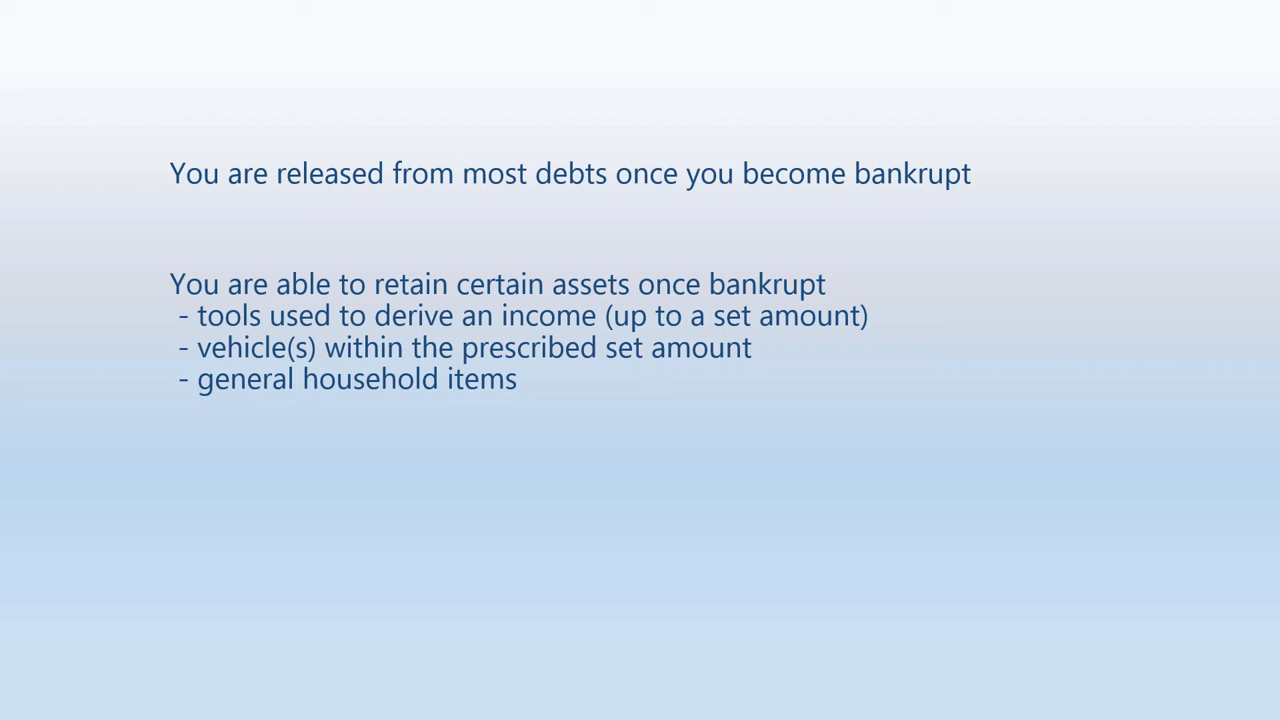 You are released from most debts once you become bankrupt
You are able to retain certain assets once bankrupt
- tools used to derive an income (up to a set amount)
- vehicle(s) within the prescribed set amount
- general household items